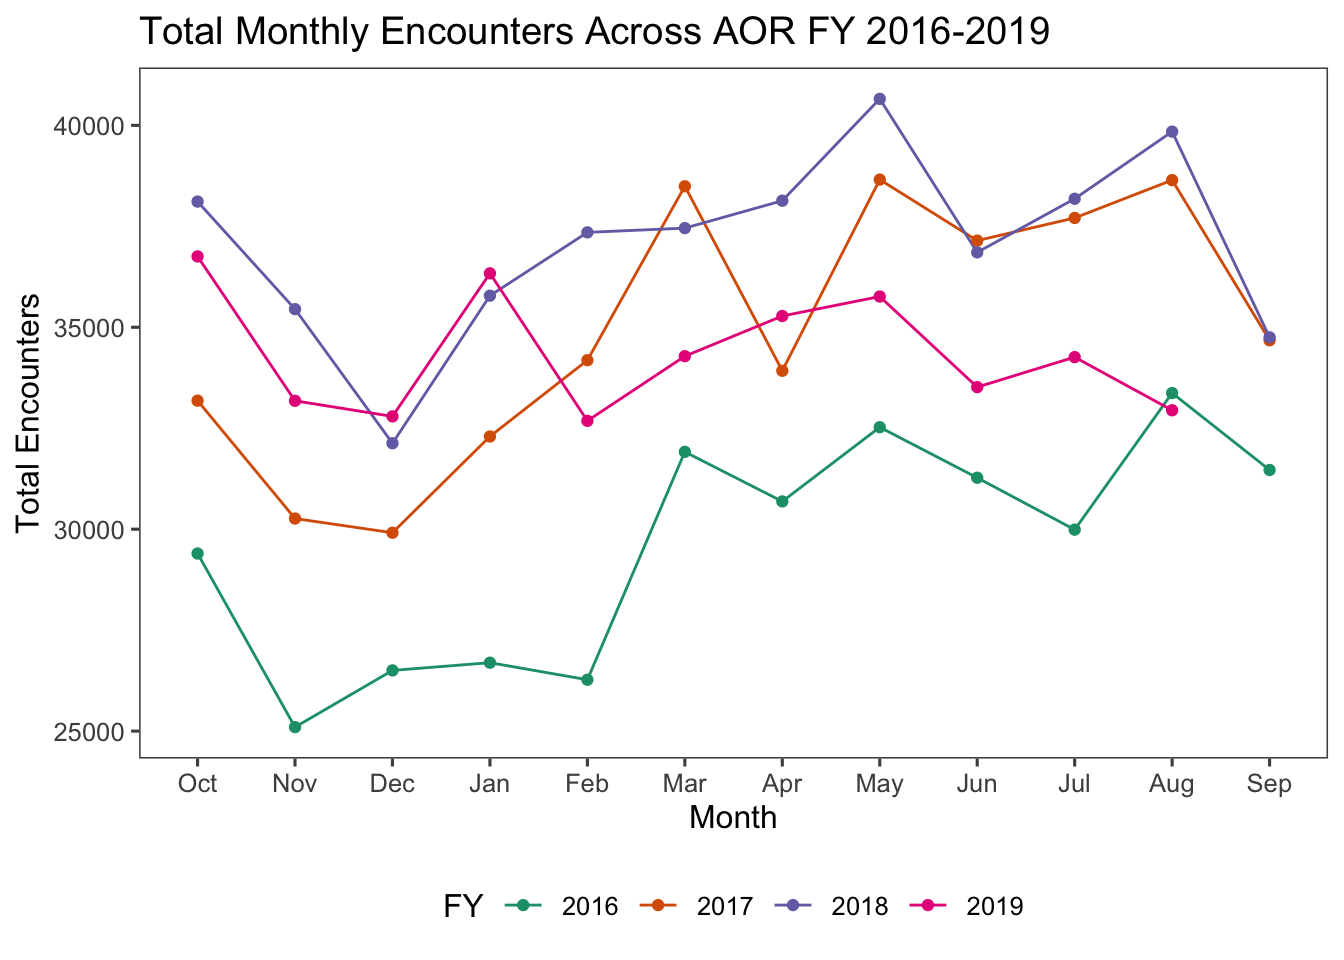 Total Monthly Encounters Across AOR FY 2016-2019
Total Encounters
40000
35000
30000
25000
Oct Nov Dec Jan Feb Mar Apr May Jun Jul Aug Sep
Month
FY 2016 2017 2018 2019